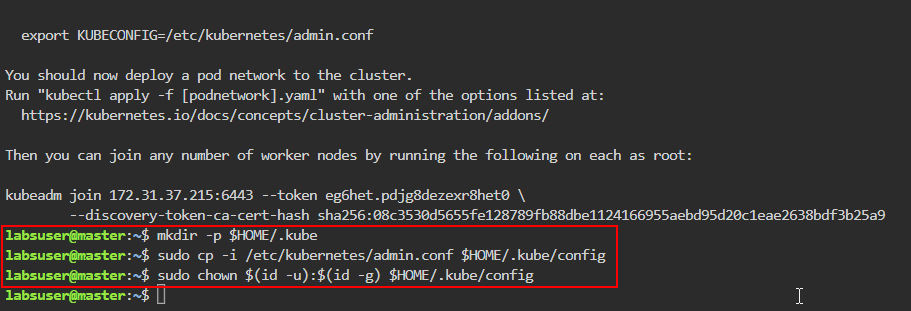 export KUBECONFIG=/etc/kubernetes/admin.conf
You should now deploy a pod network to the cluster.
Run "kubectl apply -f [podnetwork].yaml" with one of the options listed at:
https://kubernetes.io/docs/concepts/cluster-administration/addons/
Then you can join any number of worker nodes by running the following on each as root:
kubeadm join 172.31.37.215:6443 --token eg6het.pdjg8dezexr8het0 \
--discovery-token-ca-cert-hash sha256:08c3530d5655fe128789fb88dbe1124166955aebd95d20c1eae2638bdf3b25a9
labsuser@master:~$ mkdir -p $HOME/.kube
labsuser@master:~$ sudo cp -i /etc/kubernetes/admin.conf $HOME/.kube/config
labsuser@master:~$ sudo chown $(id -u):$(id -g) $HOME/.kube/config
labsuser@master:~$